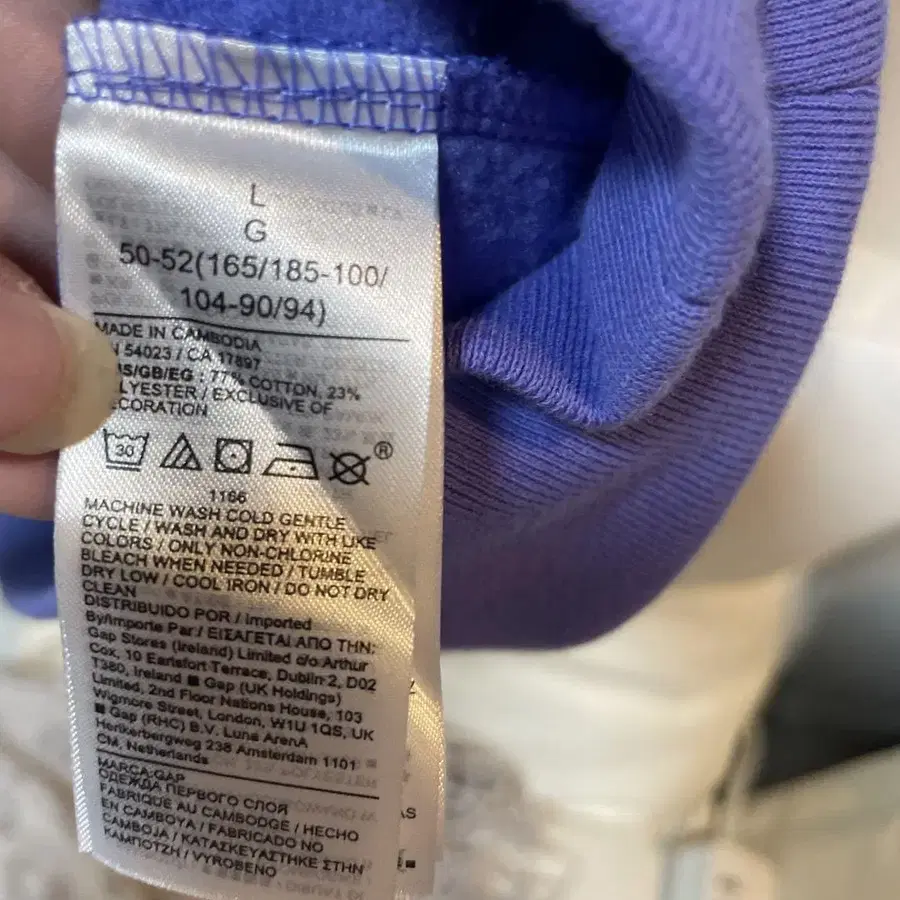 L
G
50-52(165/185-100/
104-90/94)
MADE IN CAMBODIA
54023 / CA 17897
/GB/EG : 77% COTTON, 23%
/ EXCLUSIVE OF
30
®
1166
MACHINE WASH COLD GENTLE
CYCLE / WASH AND DRY WITH LIKE
COLORS / ONLY NON-CHLORINE
BLEACH WHEN NEEDED / TUMBLE
DRY LOW / COOL IRON / DO NOT DRY
CLEAN
DISTRIBUIDO POR / Imported
By/Importe Par / ΕΙΣΑΓΕΤΑΙ ΑΠΟ ΤΗΝ:
Gap Stores (Ireland) Limited c/o Arthur
Cox, 10 Earlsfort Terrace, Dublin 2, D02
T380, Ireland ■ Gap (UK Holdings)
Limited, 2nd Floor Nations House, 103
Wigmore Street, London, W1U 1QS, UK
■ Gap (RHC) B.V. Luna ArenA
Herikerbergweg 238 Amsterdam 1101
CM, Netherlands
MARCA:GAP
ОДЕЖДА ПЕРВОГО СЛОЯ
FABRIQUÉ AU CAMBODGE / HECHO
EN CAMBOYA / FABRICADO NO
CAMBOJA / ΚΑΤΑΣΚΕΥΑΣΤΗΚΕ ΣΤΗΝ
ΚΑΜΠΟΤΖΗ / VYROBENO